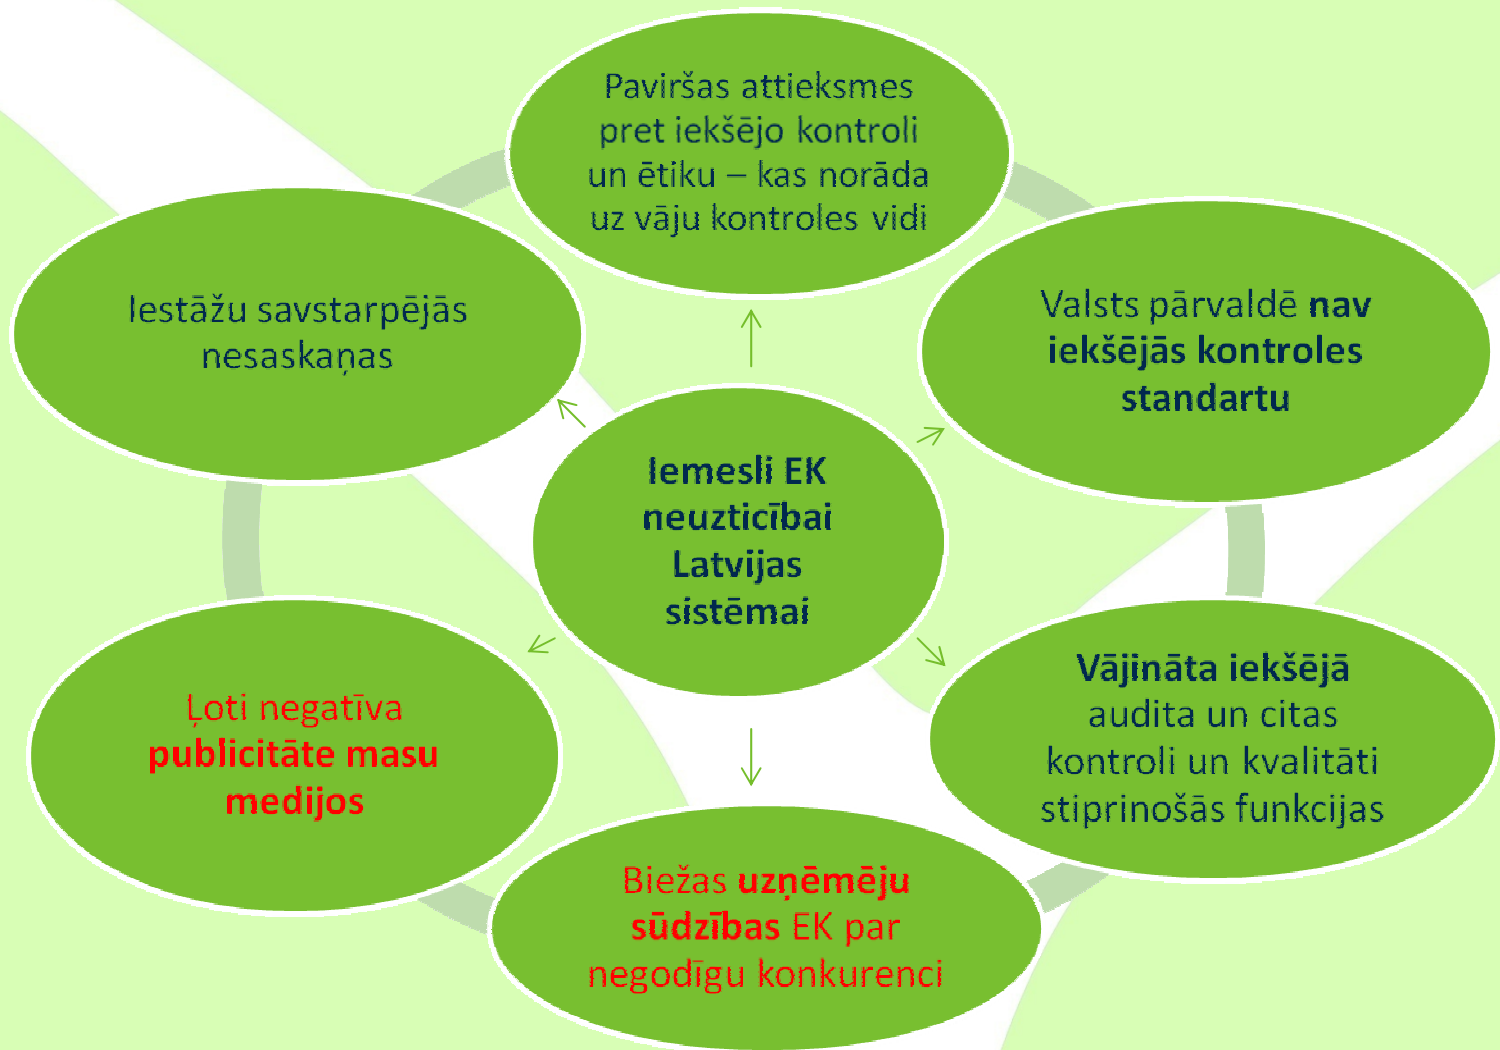 Paviršas attieksmes
pret iekšējo kontroli
un ētiku – kas norāda
uz vāju kontroles vidi
Iestāžu savstarpējās
nesaskaņas
Valsts pārvaldē nav
iekšējās kontroles
standartu
Iemesli EK
neuzticībai
Latvijas
sistēmai
Ļoti negatīva
publicitāte masu
medijos
Vājināta iekšējā
audita un citas
kontroli un kvalitāti
stiprinošās funkcijas
Biežas uzņēmēju
sūdzības EK par
negodīgu konkurenci